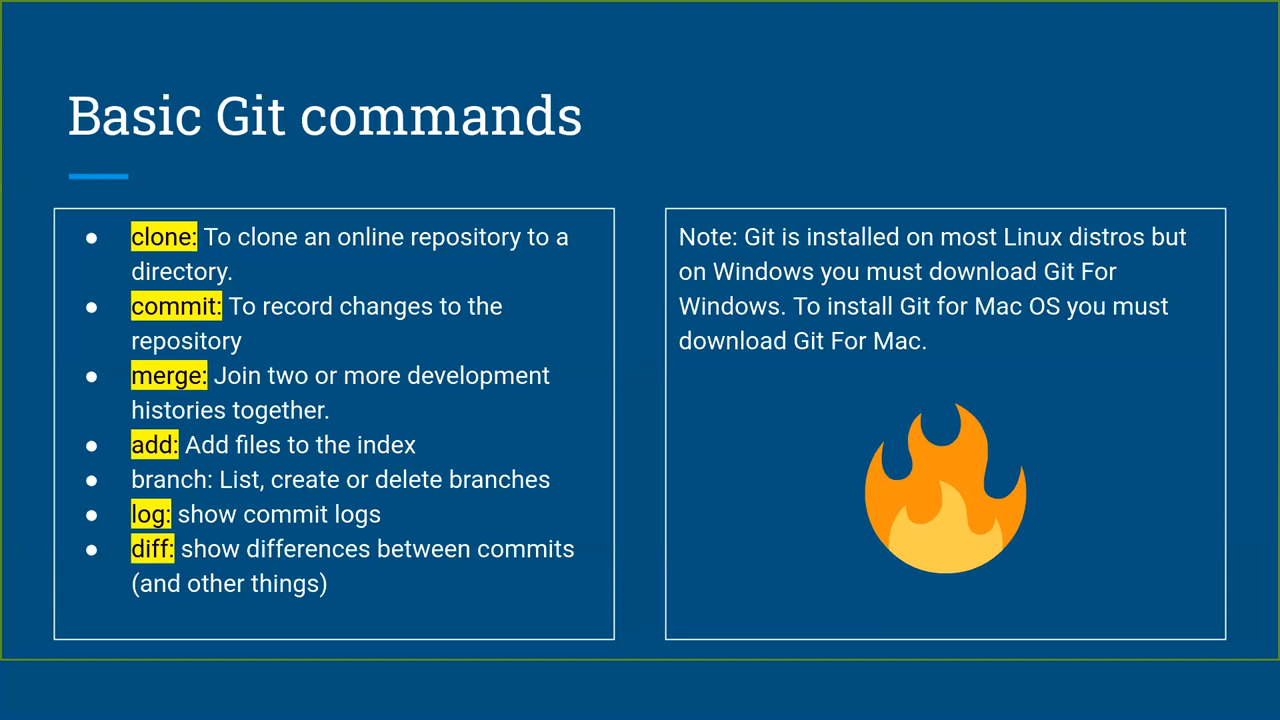 Basic Git commands
● clone: To clone an online repository to a
directory.
● commit: To record changes to the
repository
● merge: Join two or more development
histories together.
● add: Add files to the index
● branch: List, create or delete branches
● log: show commit logs
● diff: show differences between commits
(and other things)
Note: Git is installed on most Linux distros but
on Windows you must download Git For
Windows. To install Git for Mac OS you must
download Git For Mac.